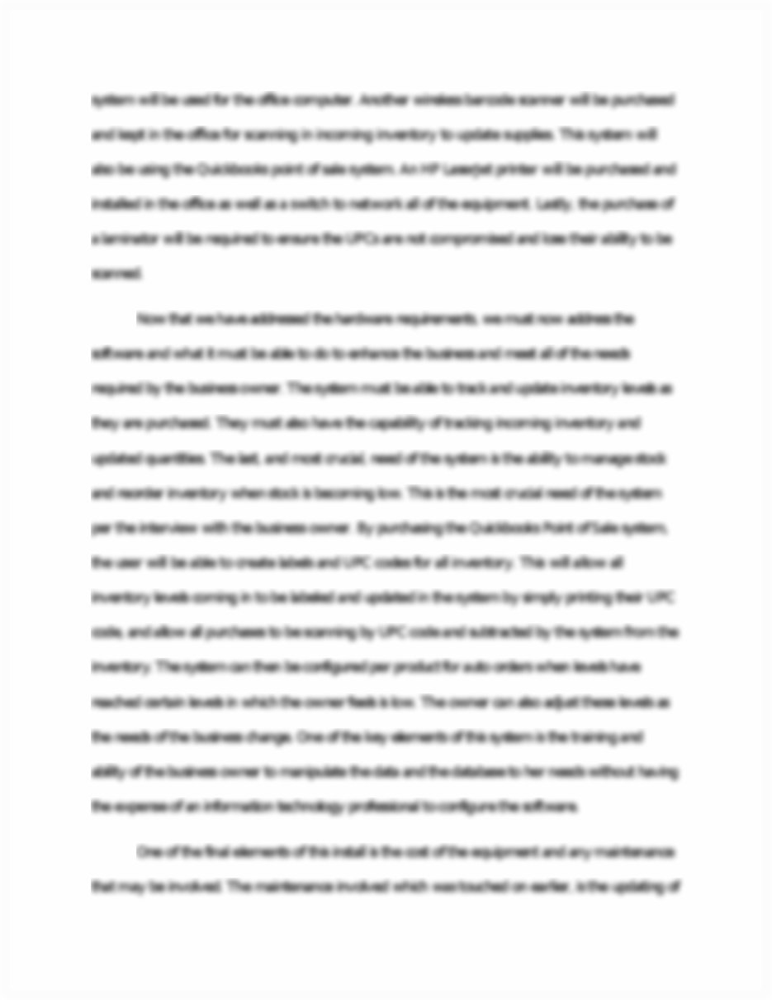 system will be used for the office computer. Another wireless barcode scanner will be purchased
and kept in the office for scanning in incoming inventory to update supplies. This system will
also be using the Quickbooks point of sale system. An HP Laserjet printer will be purchased and
installed in the office as well as a switch to network all of the equipment. Lastly, the purchase of
a laminator will be required to ensure the UPCs are not compromised and lose their ability to be
scanned.
Now that we have addressed the hardware requirements, we must now address the
software and what it must be able to do to enhance the business and meet all of the needs
required by the business owner. The system must be able to track and update inventory levels as
they are purchased. They must also have the capability of tracking incoming inventory and
updated quantities. The last, and most crucial, need of the system is the ability to manage stock
and reorder inventory when stock is becoming low. This is the most crucial need of the system
per the interview with the business owner. By purchasing the Quickbooks Point of Sale system,
the user will be able to create labels and UPC codes for all inventory. This will allow all
inventory levels coming in to be labeled and updated in the system by simply printing their UPC
code, and allow all purchases to be scanning by UPC code and subtracted by the system from the
inventory. The system can then be configured per product for auto orders when levels have
reached certain levels in which the owner feels is low. The owner can also adjust these levels as
the needs of the business change. One of the key elements of this system is the training and
ability of the business owner to manipulate the data and the database to her needs without having
the expense of an information technology professional to configure the software.
One of the final elements of this install is the cost of the equipment and any maintenance
that may be involved. The maintenance involved which was touched on earlier, is the updating of